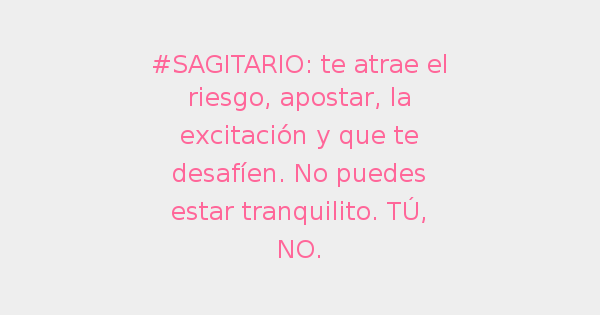 #SAGITARIO: te atrae el
riesgo, apostar, la
excitación y que te
desafíen. No puedes
estar tranquilito. TÚ,
NO.